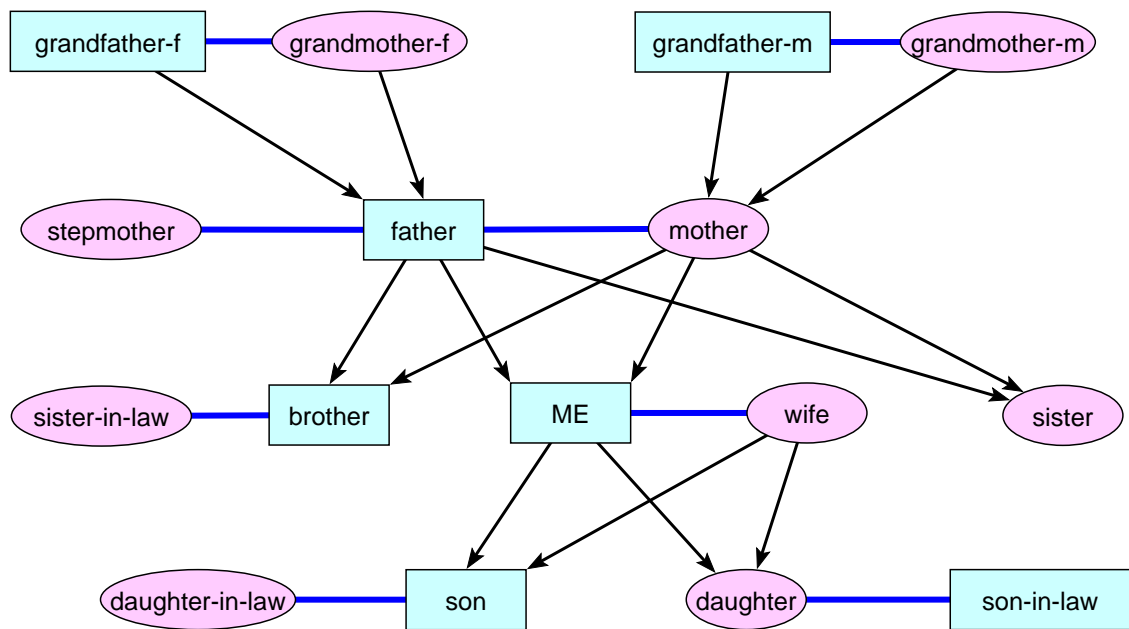 grandfather-f
grandmother-f
grandfather-m
grandmother-m
stepmother
father
mother
sister-in-law
brother
ME
wife
sister
daughter-in-law
son
daughter
son-in-law